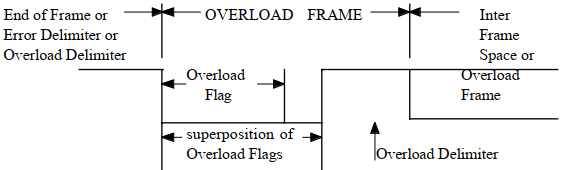 End of Frame or
Error Delimiter or
Overload Delimiter
OVERLOAD FRAME
Inter
Frame
Space or
Overload
Frame
Overload
Flag
superposition of
Overload Flags
Overload Delimiter